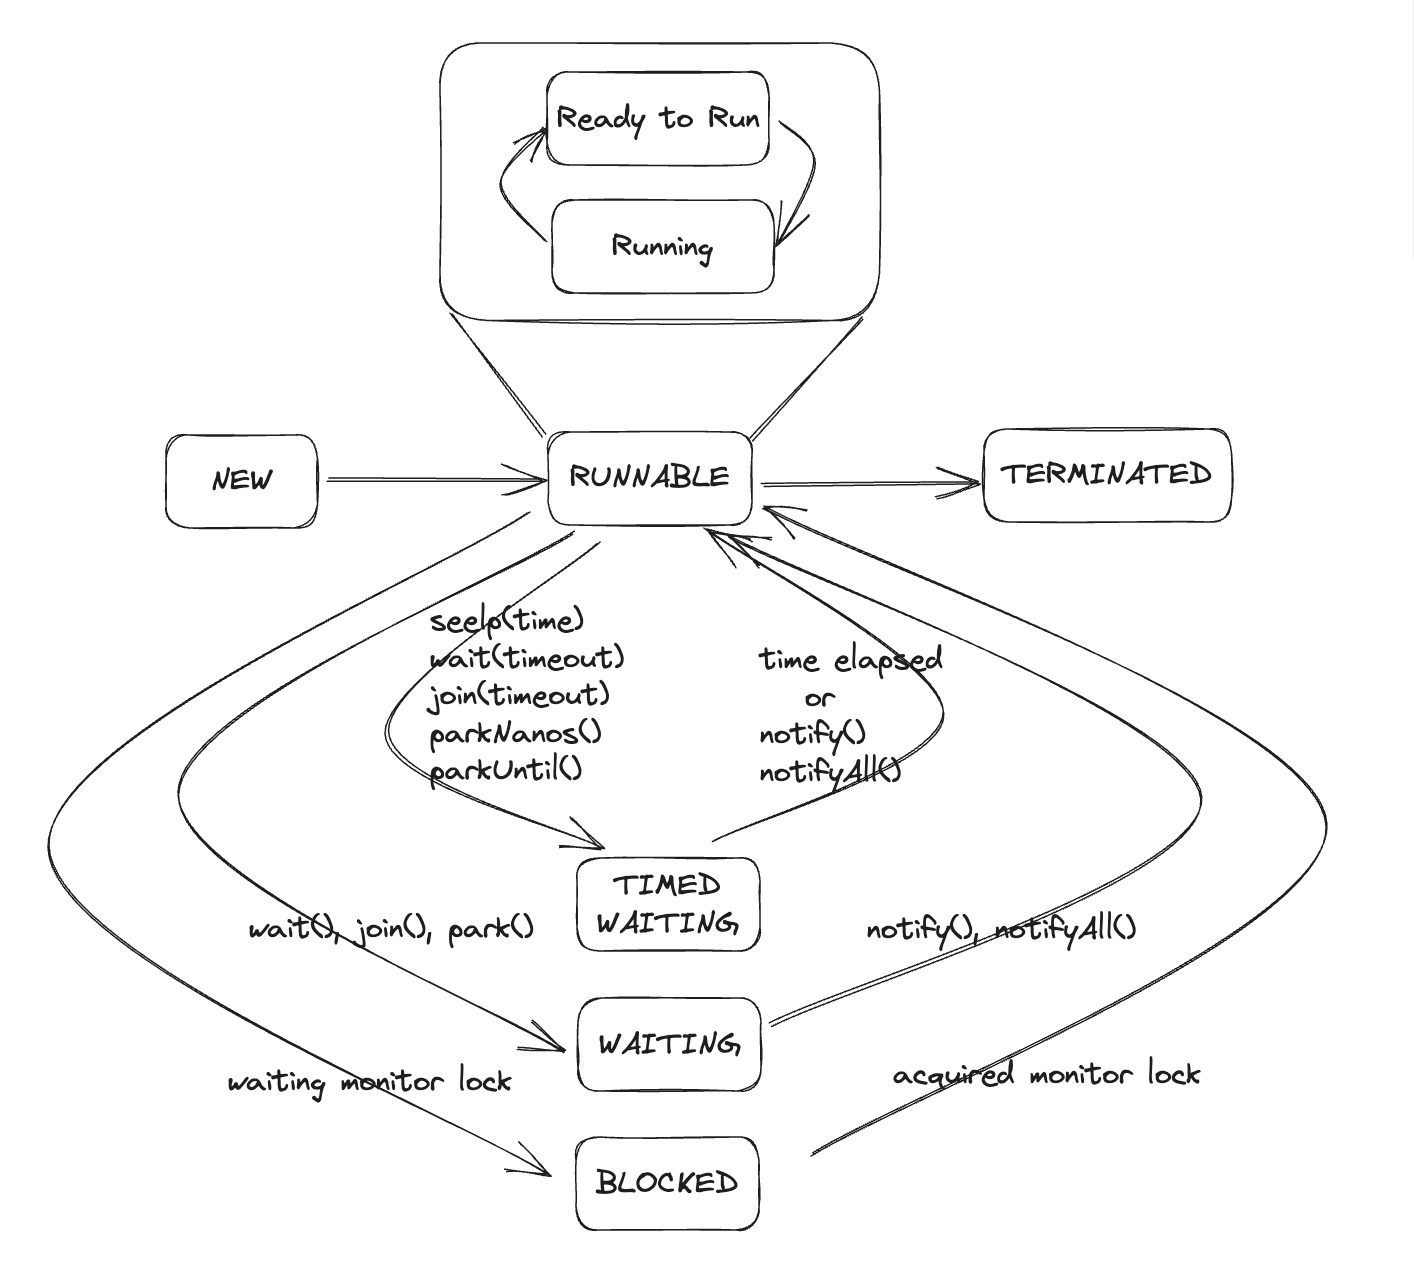 Ready to Run
Running
NEW
RUNNABLE
TERMINATED
seelp(time)
wait(timeout)
join(timeout)
parkNanos()
parkUntil()
time elapsed
or
notify()
notifyAll()
TIMED
WAITING
wait(), join(), park()
notify(), notifyAll()
WAITING
waiting monitor lock
acquired monitor lock
BLOCKED